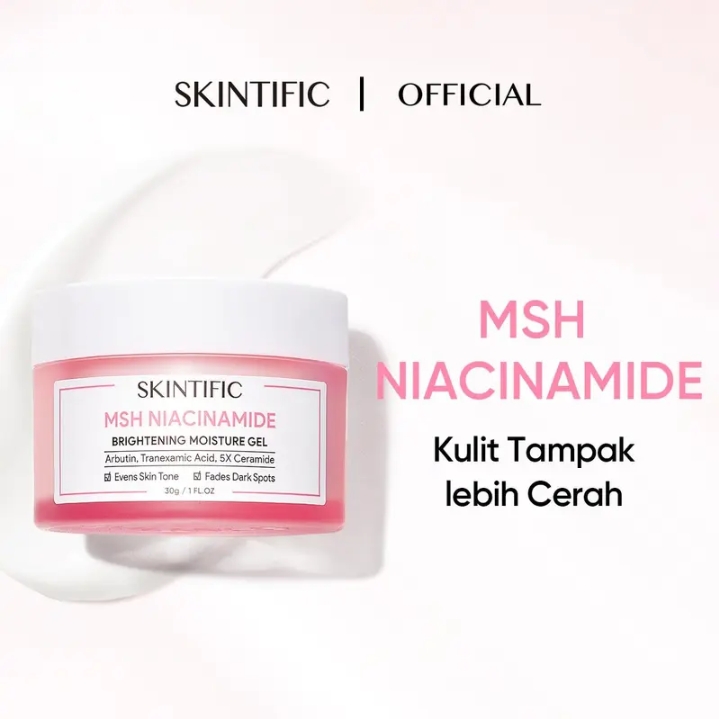 SKINTIFIC | OFFICIAL
MSH
NIACINAMIDE
Kulit Tampak
lebih Cerah
SKINTIFIC
MSH NIACINAMIDE
BRIGHTENING MOISTURE GEL
Arbutin, Tranexamic Acid, 5X Ceramide
☑ Evens Skin Tone ☑ Fades Dark Spots
30g / 1 FL.OZ